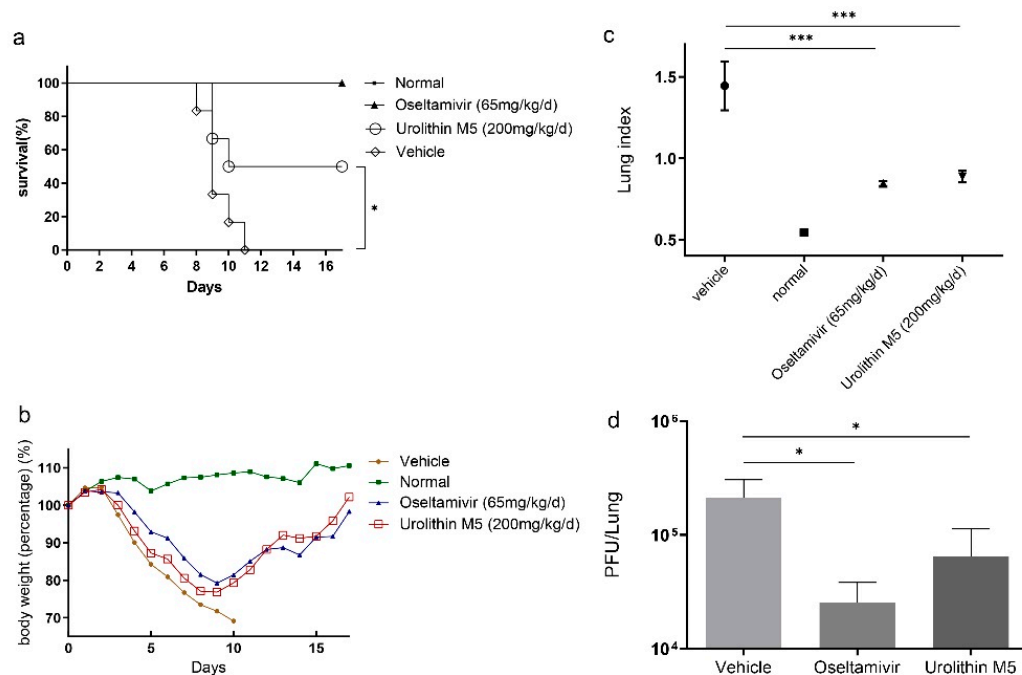 a
survival(%)
100
80
60
40
20
0
0 2 4 6 8 10 12 14 16
Days
Normal
Oseltamivir (65mg/kg/d)
Urolithin M5 (200mg/kg/d)
Vehicle
*
c
***
***
Lung index
1.5
1.0
0.5
vehicle
normal
Oseltamivir (65mg/kg/d)
Urolithin M5 (200mg/kg/d)
b
body weight (percentage) (%)
110
100
90
80
70
0 5 10 15
Days
Vehicle
Normal
Oseltamivir (65mg/kg/d)
Urolithin M5 (200mg/kg/d)
d
PFU/Lung
10⁶
10⁵
10⁴
*
*
Vehicle Oseltamivir Urolithin M5